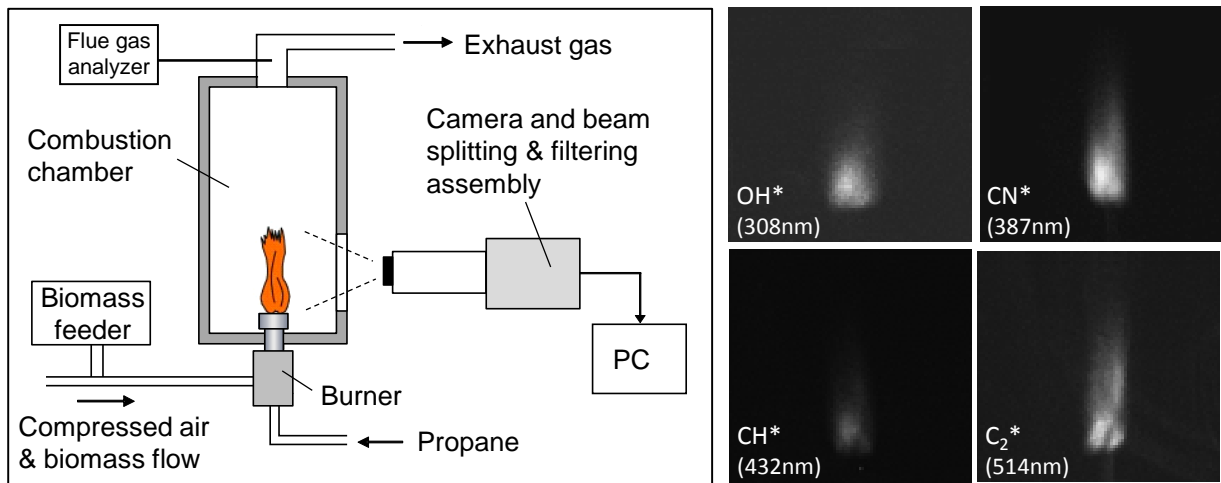 Flue gas
analyzer
Exhaust gas
Combustion
chamber
Camera and beam
splitting & filtering
assembly
Biomass
feeder
PC
Burner
Compressed air
& biomass flow
Propane
OH*
(308nm)
CN*
(387nm)
CH*
(432nm)
C₂*
(514nm)